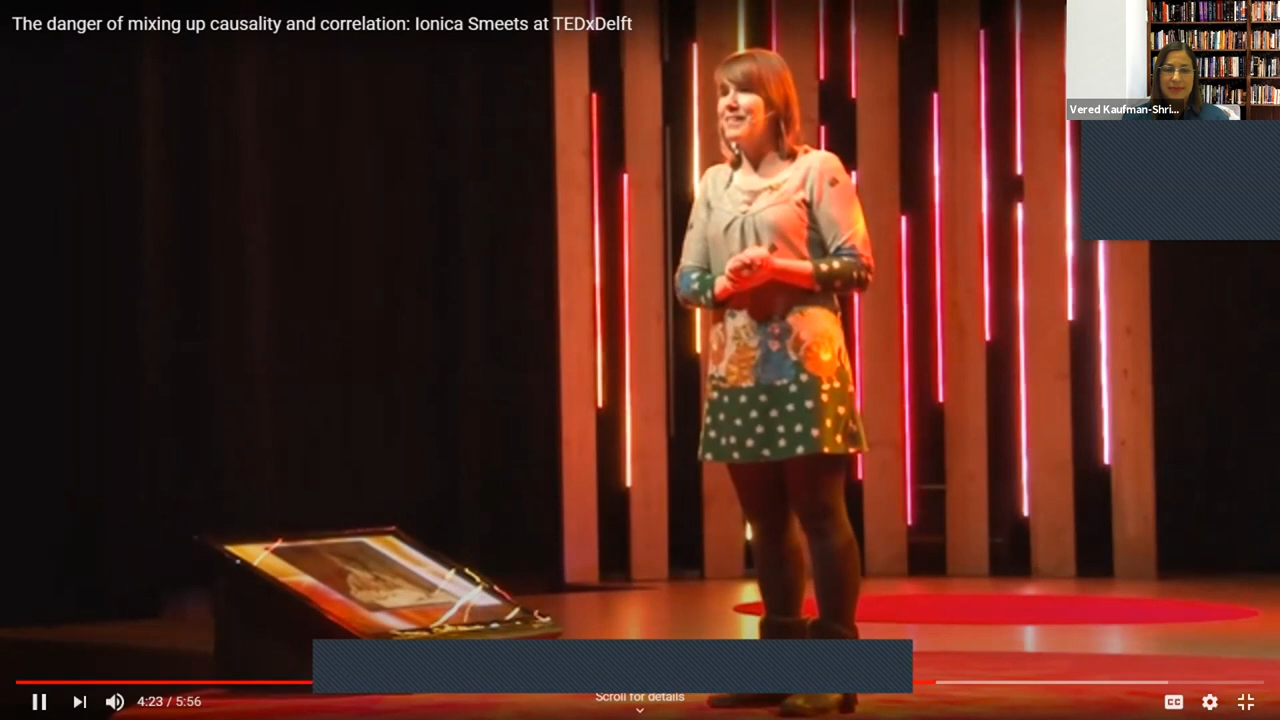 The danger of mixing up causality and correlation: Ionica Smeets at TEDxDelft
Vered Kaufman-Shri...
4:23 / 5:56
Scroll for details
CC